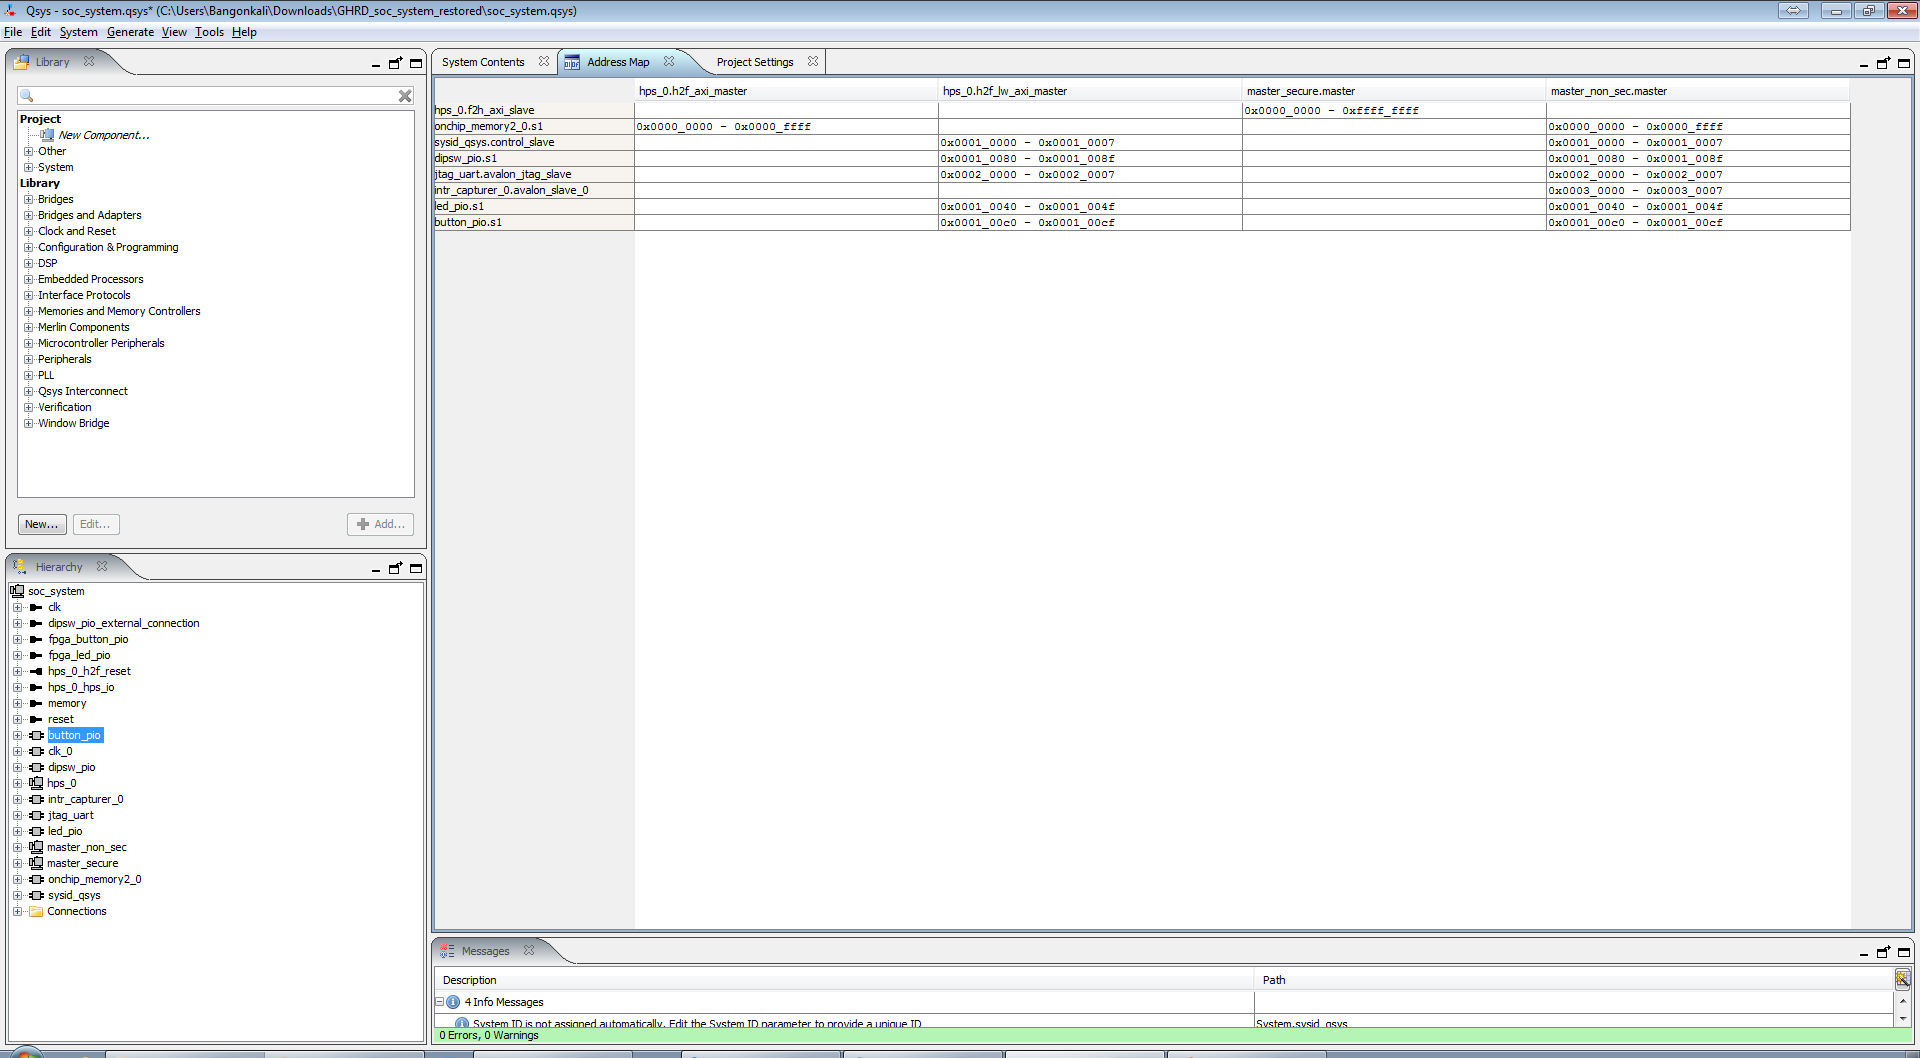 Qsys - soc_system.qsys* (C:\Users\Bangonkali\Downloads\GHRD_soc_system_restored\soc_system.qsys)
File Edit System Generate View Tools Help
Library
Project
New Component...
Other
System
Library
Bridges
Bridges and Adapters
Clock and Reset
Configuration & Programming
DSP
Embedded Processors
Interface Protocols
Memories and Memory Controllers
Merlin Components
Microcontroller Peripherals
Peripherals
PLL
Qsys Interconnect
Verification
Window Bridge
New... Edit... Add...
Hierarchy
soc_system
clk
dipsw_pio_external_connection
fpga_button_pio
fpga_led_pio
hps_0_h2f_reset
hps_0_hps_io
memory
reset
button_pio
clk_0
dipsw_pio
hps_0
intr_capturer_0
jtag_uart
led_pio
master_non_sec
master_secure
onchip_memory2_0
sysid_qsys
Connections
System Contents Address Map Project Settings
hps_0.h2f_axi_master hps_0.h2f_lw_axi_master master_secure.master master_non_sec.master
hps_0.f2h_axi_slave 0x0000_0000 - 0xffff_ffff
onchip_memory2_0.s1 0x0000_0000 - 0x0000_ffff 0x0000_0000 - 0x0000_ffff
sysid_qsys.control_slave 0x0001_0000 - 0x0001_0007 0x0001_0000 - 0x0001_0007
dipsw_pio.s1 0x0001_0080 - 0x0001_008f 0x0001_0080 - 0x0001_008f
jtag_uart.avalon_jtag_slave 0x0002_0000 - 0x0002_0007 0x0002_0000 - 0x0002_0007
intr_capturer_0.avalon_slave_0 0x0003_0000 - 0x0003_0007
led_pio.s1 0x0001_0040 - 0x0001_004f 0x0001_0040 - 0x0001_004f
button_pio.s1 0x0001_00c0 - 0x0001_00cf 0x0001_00c0 - 0x0001_00cf
Messages
Description Path
4 Info Messages
System ID is not assigned automatically. Edit the System ID parameter to provide a unique ID System.sysid_qsys
0 Errors, 0 Warnings